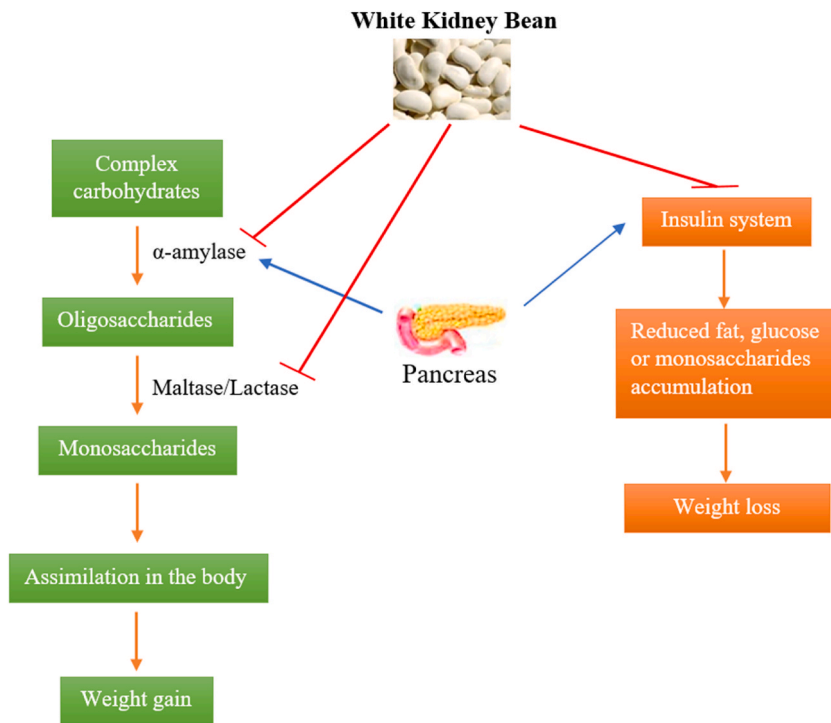 White Kidney Bean
Complex
carbohydrates
α-amylase
Oligosaccharides
Maltase/Lactase
Monosaccharides
Assimilation in the body
Weight gain
Pancreas
Insulin system
Reduced fat, glucose
or monosaccharides
accumulation
Weight loss